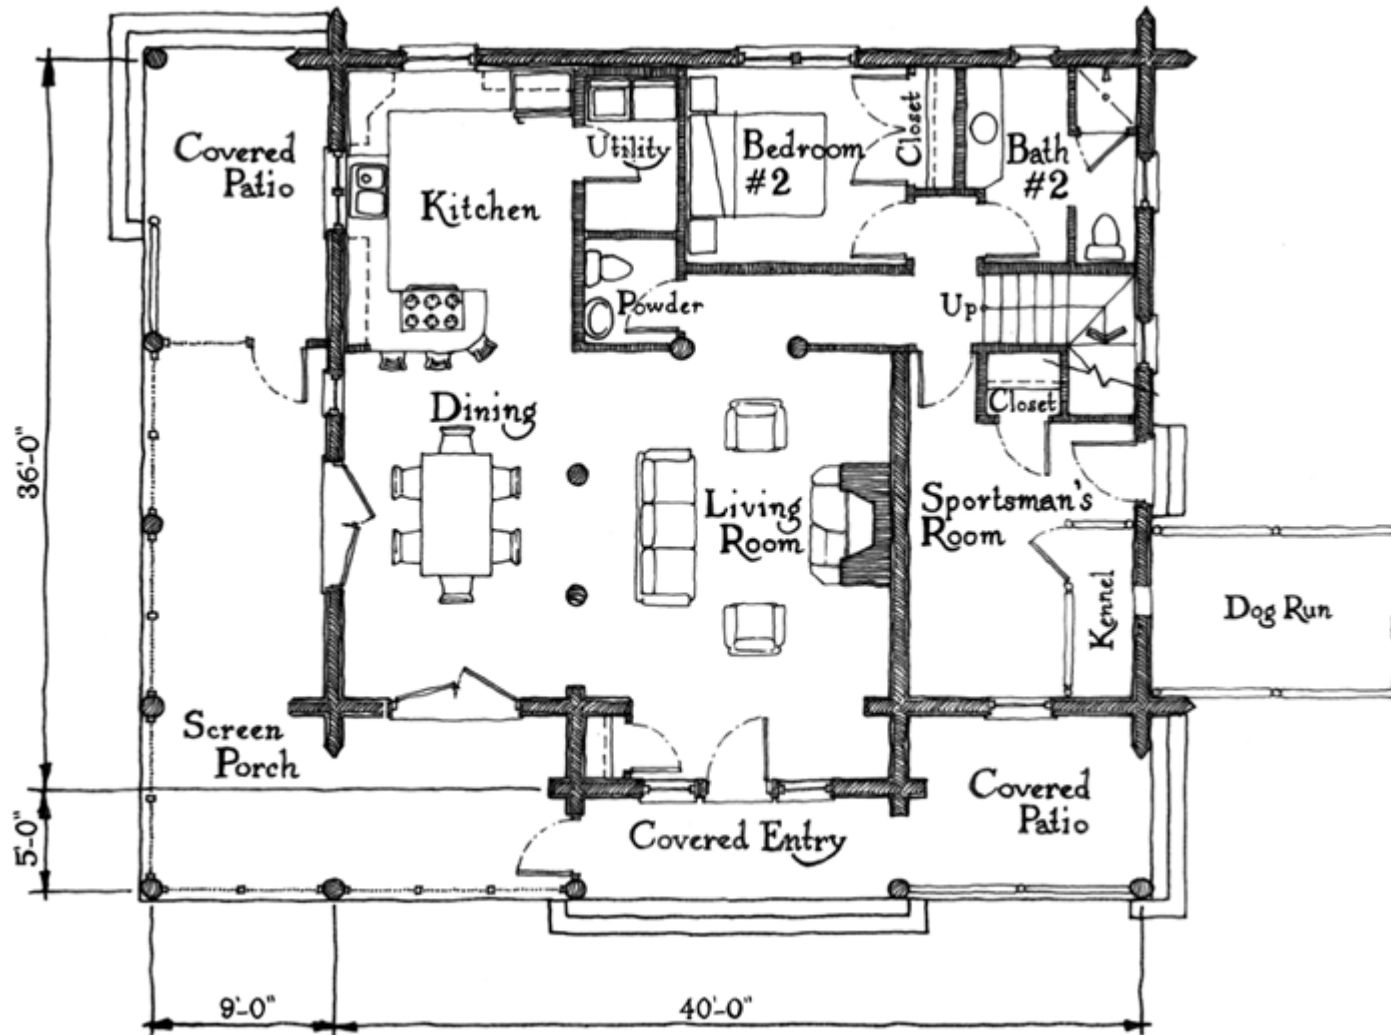 Covered
Patio
Kitchen
Utility
Bedroom
#2
Closet
Bath
#2
Powder
Up
Dining
Closet
36'-0"
Living
Room
Sportsman's
Room
Kennel
Dog Run
Screen
Porch
Covered
Patio
5'-0"
Covered Entry
9'-0"
40'-0"